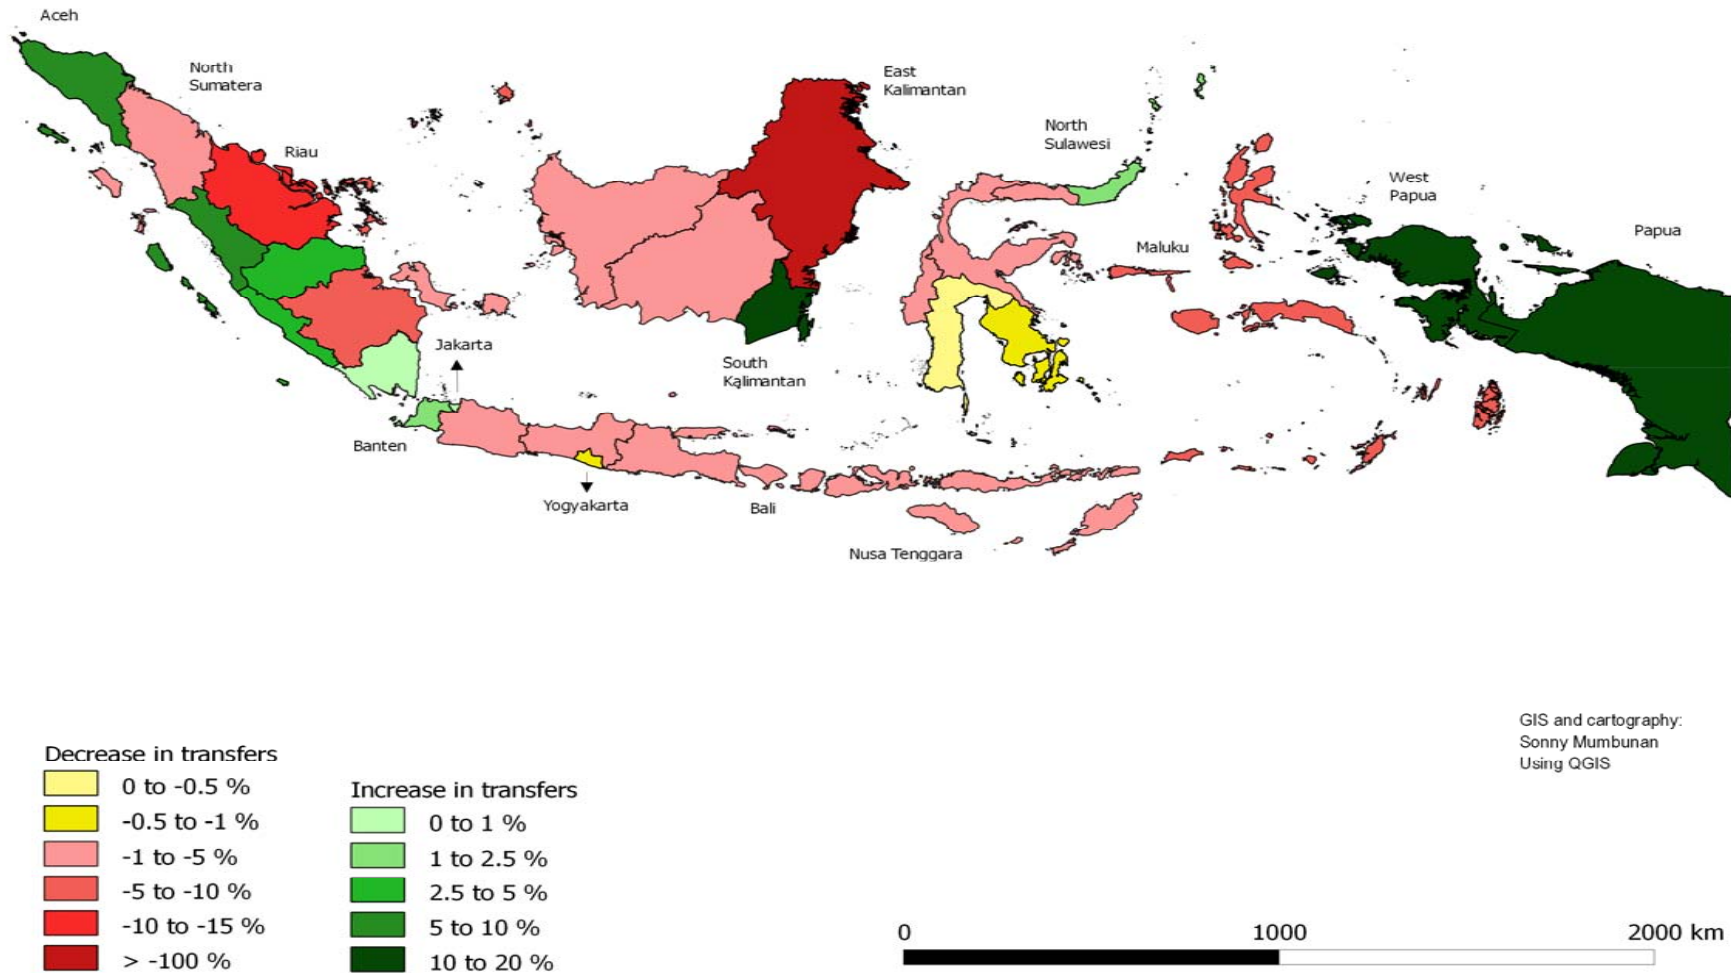 Aceh
North
Sumatera
Riau
East
Kalimantan
North
Sulawesi
West
Papua
Papua
Maluku
Jakarta
South
Kalimantan
Banten
Yogyakarta
Bali
Nusa Tenggara
GIS and cartography:
Sonny Mumbunan
Using QGIS
Decrease in transfers
0 to -0.5 %
-0.5 to -1 %
-1 to -5 %
-5 to -10 %
-10 to -15 %
> -100 %
Increase in transfers
0 to 1 %
1 to 2.5 %
2.5 to 5 %
5 to 10 %
10 to 20 %
0 1000 2000 km